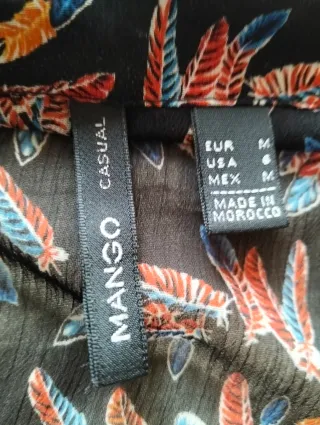 MANGO CASUAL
EUR M
USA 6
MEX M
MADE IN
MOROCCO